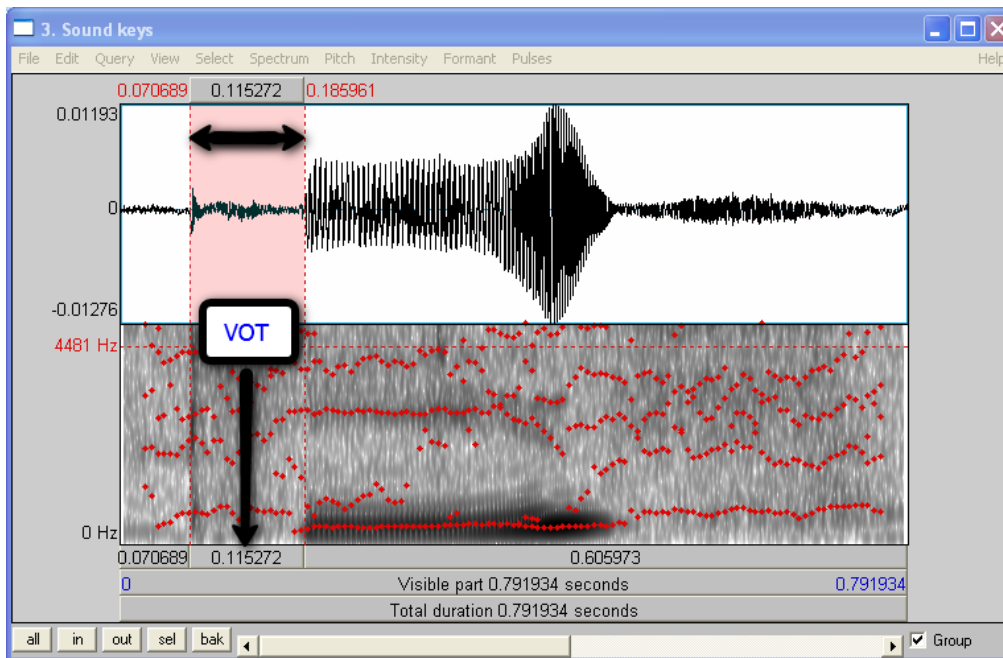 3. Sound keys
File Edit Query View Select Spectrum Pitch Intensity Formant Pulses Help
0.070689 0.115272 0.185961
0.01193
0
-0.01276
VOT
4481 Hz
0 Hz
0.070689 0.115272 0.605973
0 Visible part 0.791934 seconds 0.791934
Total duration 0.791934 seconds
all in out sel bak Group